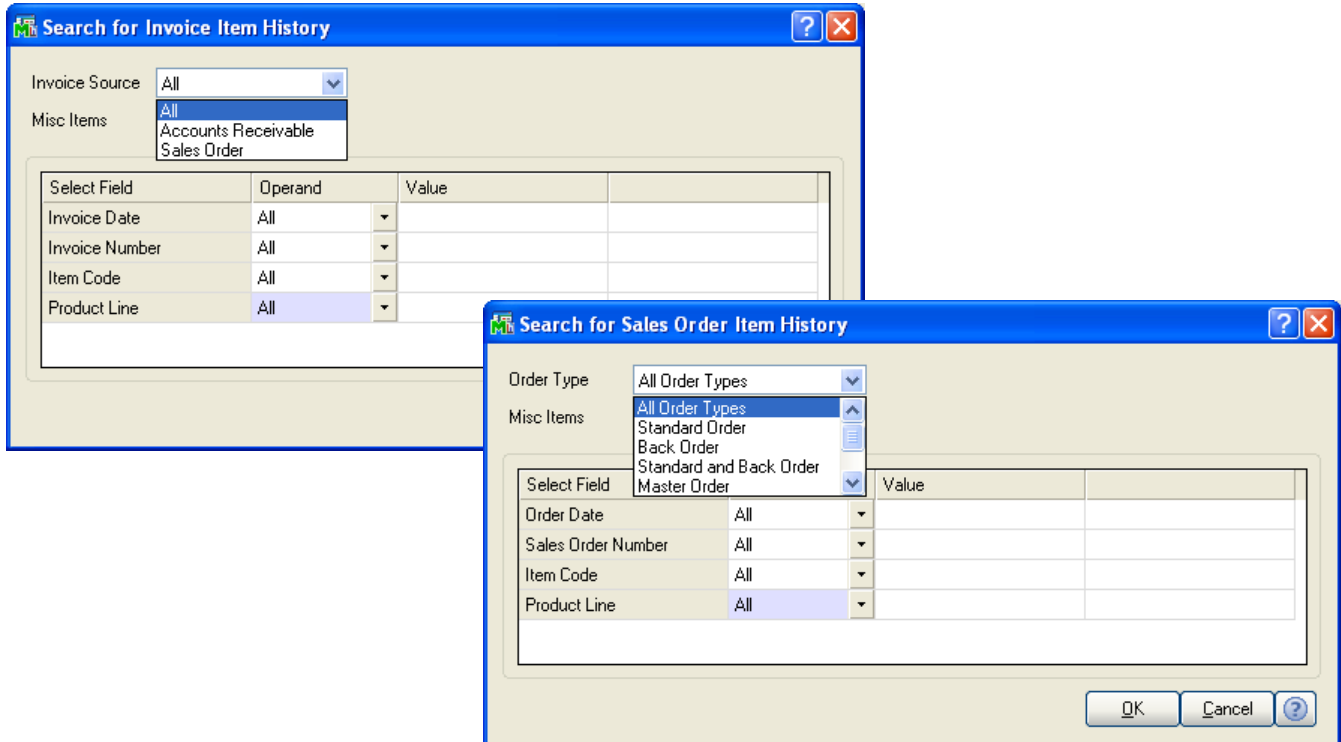 Search for Invoice Item History
Invoice Source All
All
Misc Items
Accounts Receivable
Sales Order
Select Field Operand Value
Invoice Date All
Invoice Number All
Item Code All
Product Line All
Search for Sales Order Item History
Order Type All Order Types
All Order Types
Misc Items
Standard Order
Back Order
Standard and Back Order
Master Order
Select Field Value
Order Date All
Sales Order Number All
Item Code All
Product Line All
OK Cancel ?